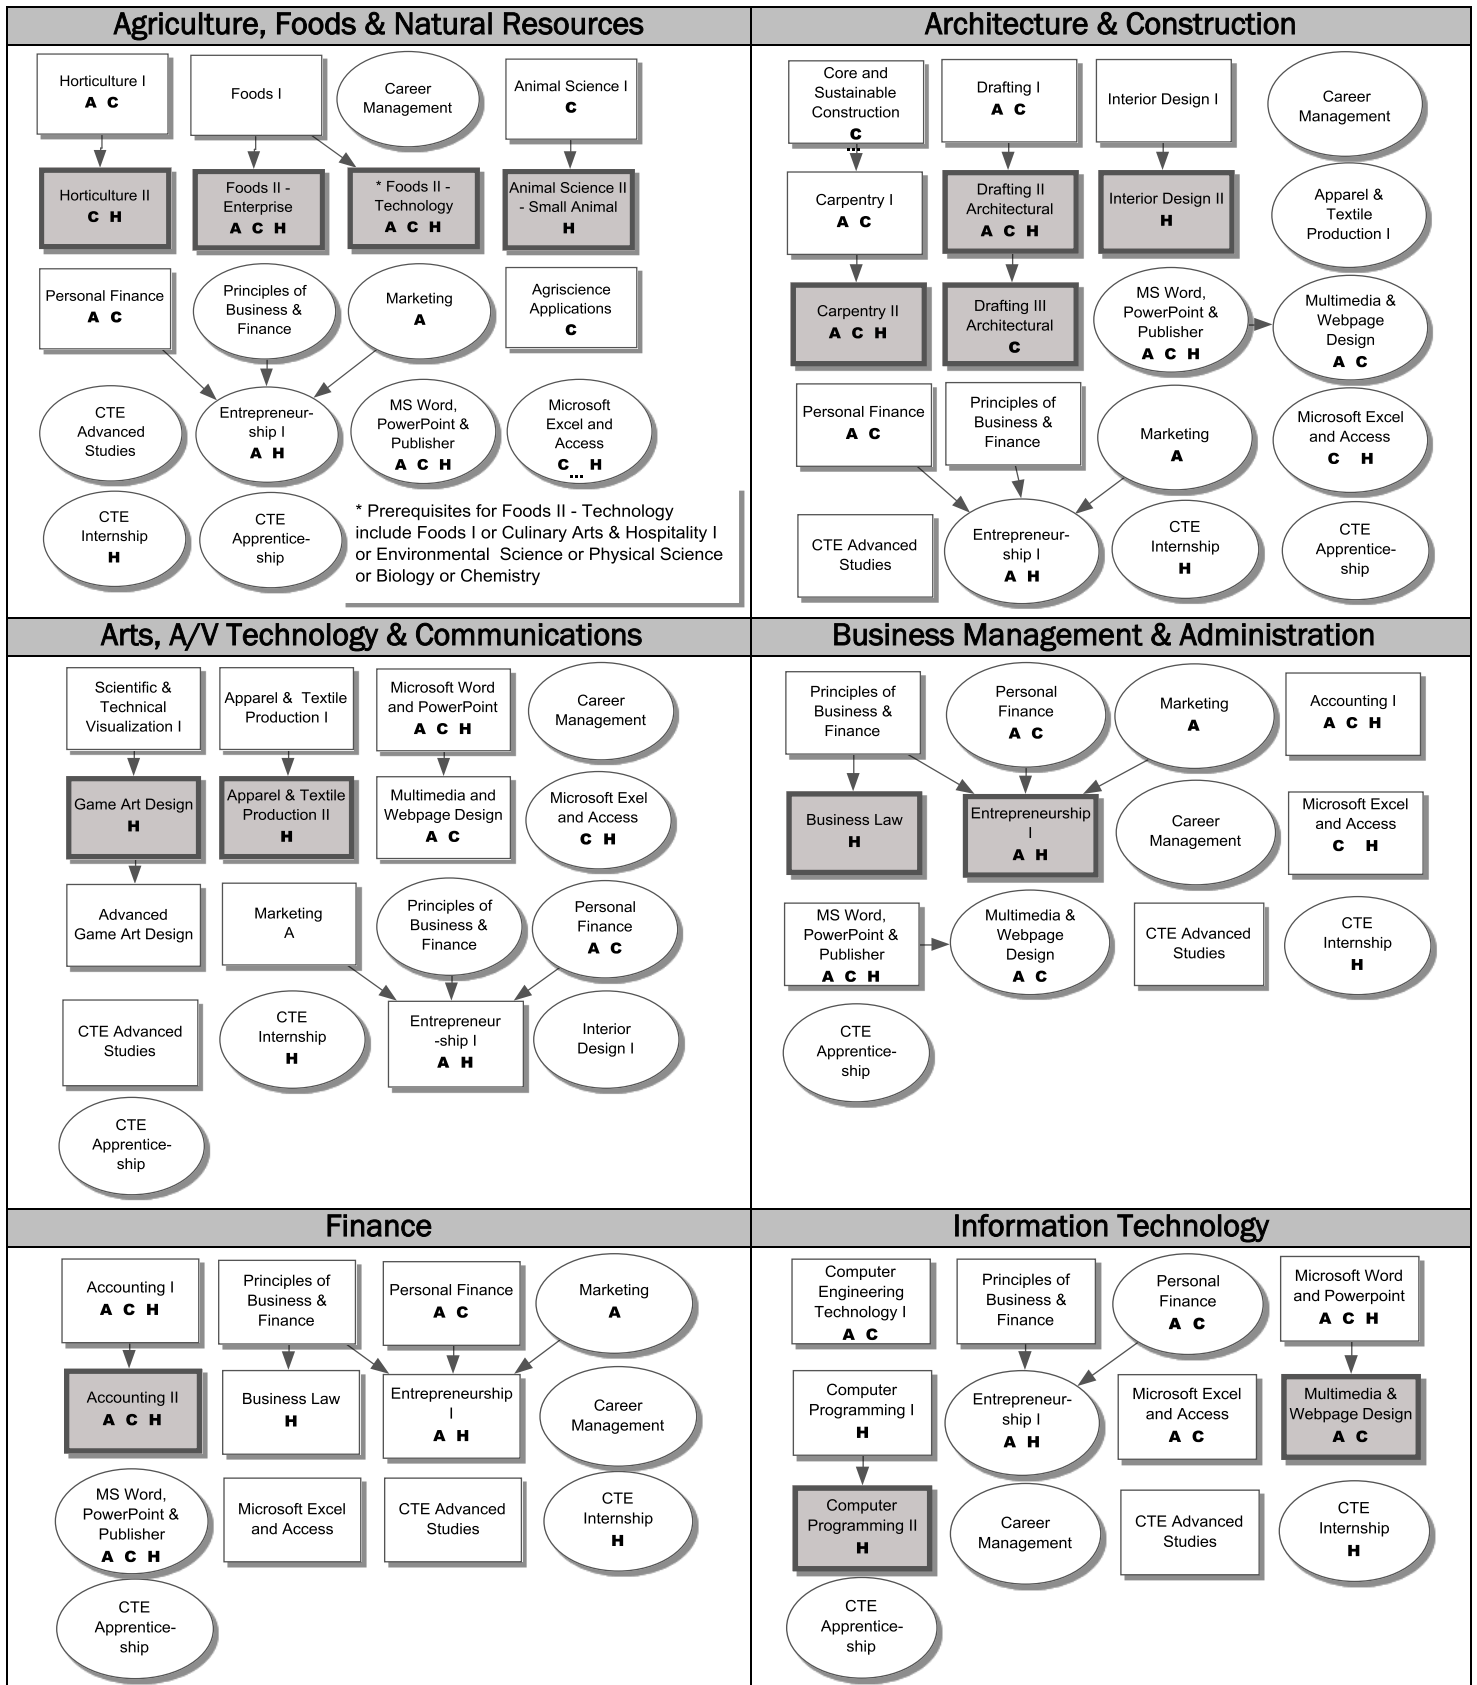 Agriculture, Foods & Natural Resources
Horticulture I
A C
Foods I
Career
Management
Animal Science I
C
Horticulture II
C H
Foods II -
Enterprise
A C H
* Foods II -
Technology
A C H
Animal Science II
- Small Animal
H
Personal Finance
A C
Principles of
Business &
Finance
Marketing
A
Agriscience
Applications
C
CTE
Advanced
Studies
Entrepreneur-
ship I
A H
MS Word,
PowerPoint &
Publisher
A C H
Microsoft
Excel and
Access
C ... H
CTE
Internship
H
CTE
Apprentice-
ship
* Prerequisites for Foods II - Technology
include Foods I or Culinary Arts & Hospitality I
or Environmental Science or Physical Science
or Biology or Chemistry
Architecture & Construction
Core and
Sustainable
Construction
C
...
Drafting I
A C
Interior Design I
Career
Management
Carpentry I
A C
Drafting II
Architectural
A C H
Interior Design II
H
Apparel &
Textile
Production I
Carpentry II
A C H
Drafting III
Architectural
C
MS Word,
PowerPoint &
Publisher
A C H
Multimedia &
Webpage
Design
A C
Personal Finance
A C
Principles of
Business &
Finance
Marketing
A
Microsoft Excel
and Access
C H
CTE Advanced
Studies
Entrepreneur-
ship I
A H
CTE
Internship
H
CTE
Apprentice-
ship
Arts, A/V Technology & Communications
Scientific &
Technical
Visualization I
Apparel & Textile
Production I
Microsoft Word
and PowerPoint
A C H
Career
Management
Game Art Design
H
Apparel & Textile
Production II
H
Multimedia and
Webpage Design
A C
Microsoft Exel
and Access
C H
Advanced
Game Art Design
Marketing
A
Principles of
Business &
Finance
Personal
Finance
A C
CTE Advanced
Studies
CTE
Internship
H
Entrepreneur
-ship I
A H
Interior
Design I
CTE
Apprentice-
ship
Business Management & Administration
Principles of
Business &
Finance
Personal
Finance
A C
Marketing
A
Accounting I
A C H
Business Law
H
Entrepreneurship
I
A H
Career
Management
Microsoft Excel
and Access
C H
MS Word,
PowerPoint &
Publisher
A C H
Multimedia &
Webpage
Design
A C
CTE Advanced
Studies
CTE
Internship
H
CTE
Apprentice-
ship
Finance
Accounting I
A C H
Principles of
Business &
Finance
Personal Finance
A C
Marketing
A
Accounting II
A C H
Business Law
H
Entrepreneurship
I
A H
Career
Management
MS Word,
PowerPoint &
Publisher
A C H
Microsoft Excel
and Access
CTE Advanced
Studies
CTE
Internship
H
CTE
Apprentice-
ship
Information Technology
Computer
Engineering
Technology I
A C
Principles of
Business &
Finance
Personal
Finance
A C
Microsoft Word
and Powerpoint
A C H
Computer
Programming I
H
Entrepreneur-
ship I
A H
Microsoft Excel
and Access
A C
Multimedia &
Webpage Design
A C
Computer
Programming II
H
Career
Management
CTE Advanced
Studies
CTE
Internship
H
CTE
Apprentice-
ship